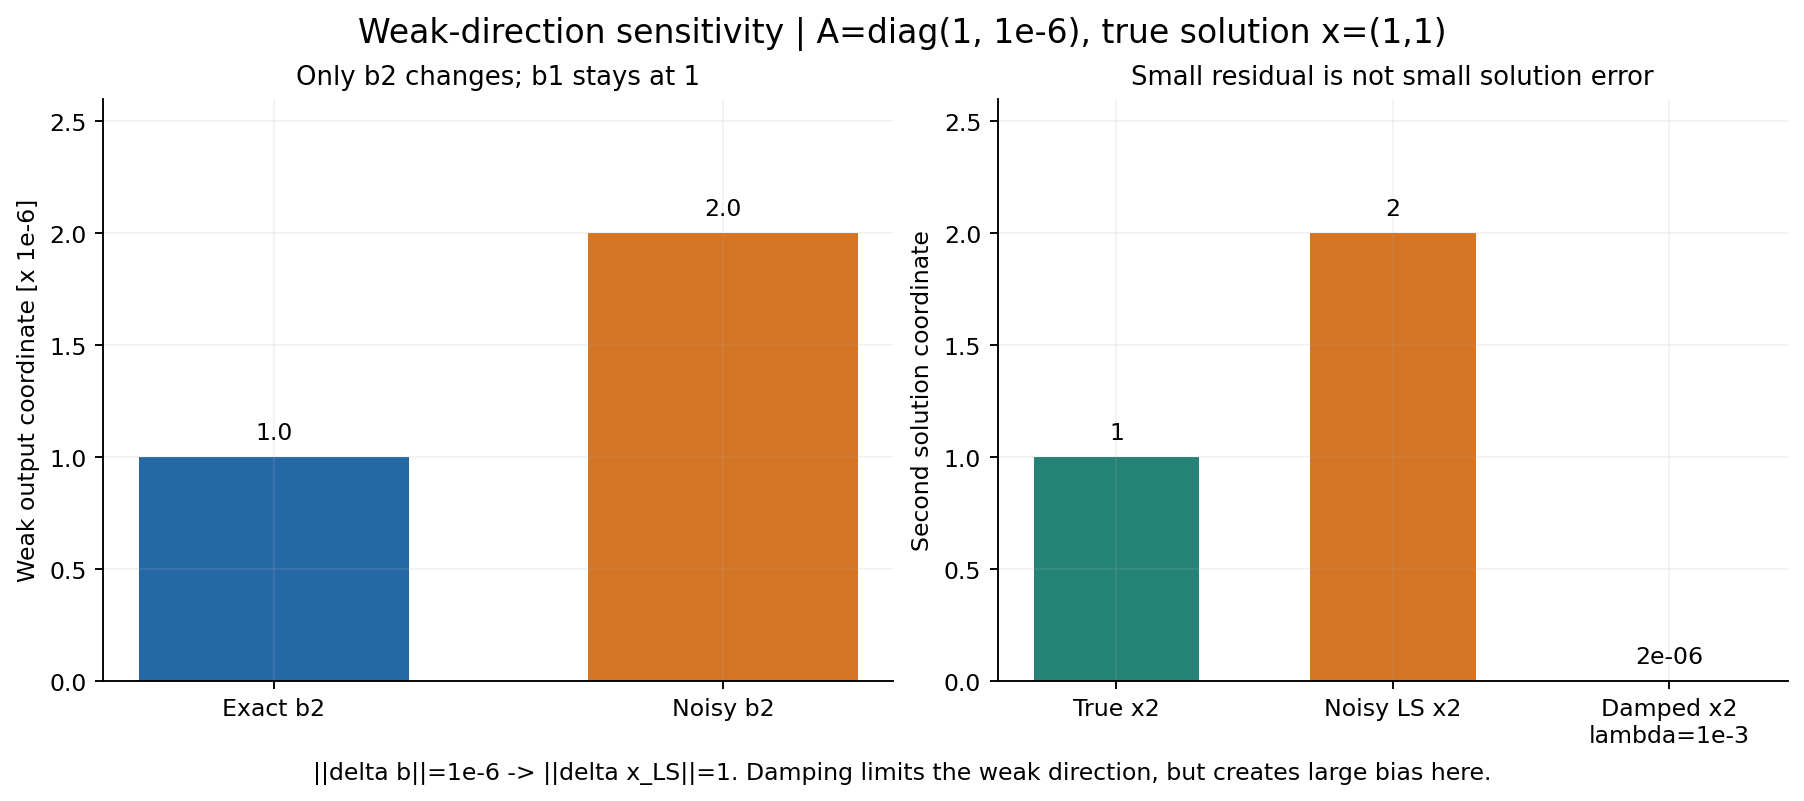 Weak-direction sensitivity | A=diag(1, 1e-6), true solution x=(1,1)
Only b2 changes; b1 stays at 1
Weak output coordinate [x 1e-6]
2.5
2.0
1.5
1.0
0.5
0.0
1.0
2.0
Exact b2
Noisy b2
Small residual is not small solution error
Second solution coordinate
2.5
2.0
1.5
1.0
0.5
0.0
1
2
2e-06
True x2
Noisy LS x2
Damped x2
lambda=1e-3
||delta b||=1e-6 -> ||delta x_LS||=1. Damping limits the weak direction, but creates large bias here.